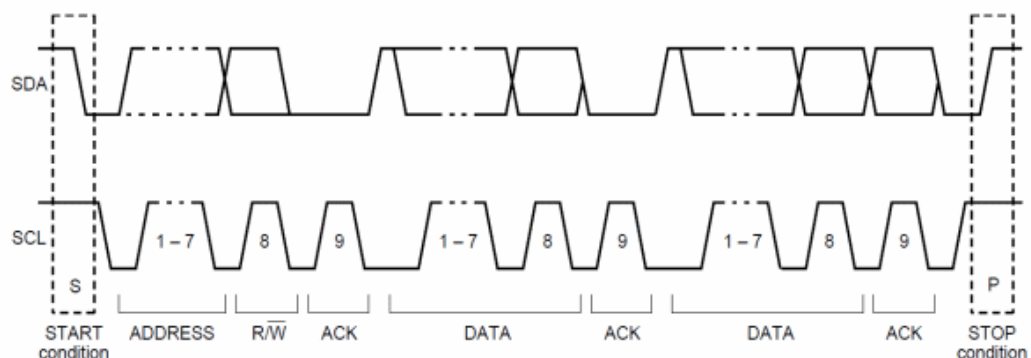 SDA
SCL
1 – 7 8 9 1 – 7 8 9 1 – 7 8 9
S P
START ADDRESS R/W̅ ACK DATA ACK DATA ACK STOP
condition condition